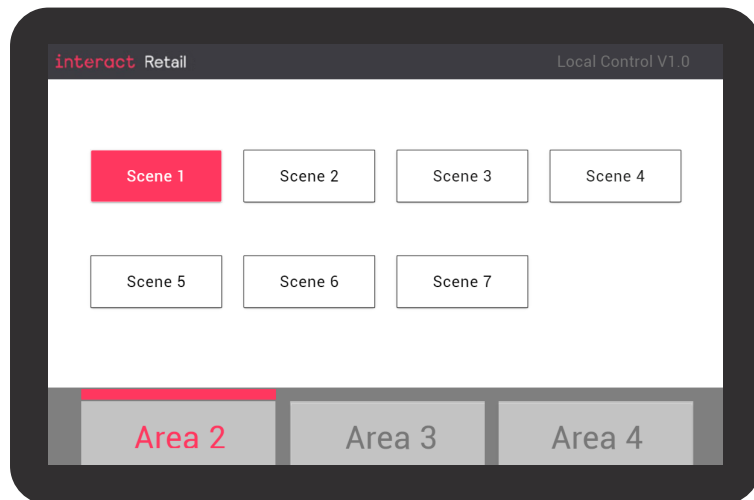 interact Retail Local Control V1.0
Scene 1 Scene 2 Scene 3 Scene 4
Scene 5 Scene 6 Scene 7
Area 2 Area 3 Area 4